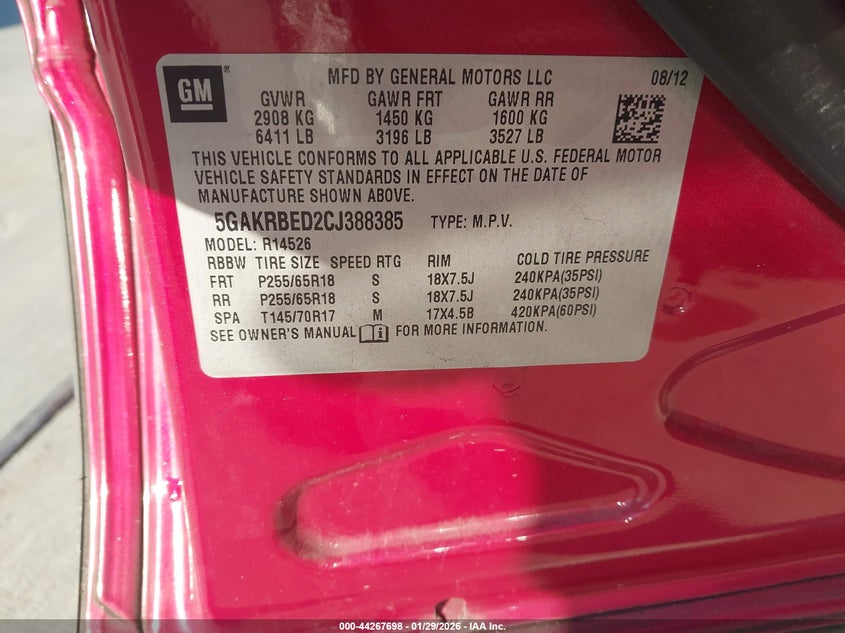 GM ® MFD BY GENERAL MOTORS LLC 08/12
GVWR GAWR FRT GAWR RR
2908 KG 1450 KG 1600 KG
6411 LB 3196 LB 3527 LB
THIS VEHICLE CONFORMS TO ALL APPLICABLE U.S. FEDERAL MOTOR
VEHICLE SAFETY STANDARDS IN EFFECT ON THE DATE OF
MANUFACTURE SHOWN ABOVE.
5GAKRBED2CJ388385 TYPE: M.P.V.
MODEL: R14526
RBBW TIRE SIZE SPEED RTG RIM COLD TIRE PRESSURE
FRT P255/65R18 S 18X7.5J 240KPA(35PSI)
RR P255/65R18 S 18X7.5J 240KPA(35PSI)
SPA T145/70R17 M 17X4.5B 420KPA(60PSI)
SEE OWNER'S MANUAL FOR MORE INFORMATION.
000-44267698 - 01/29/2026 - IAA Inc.